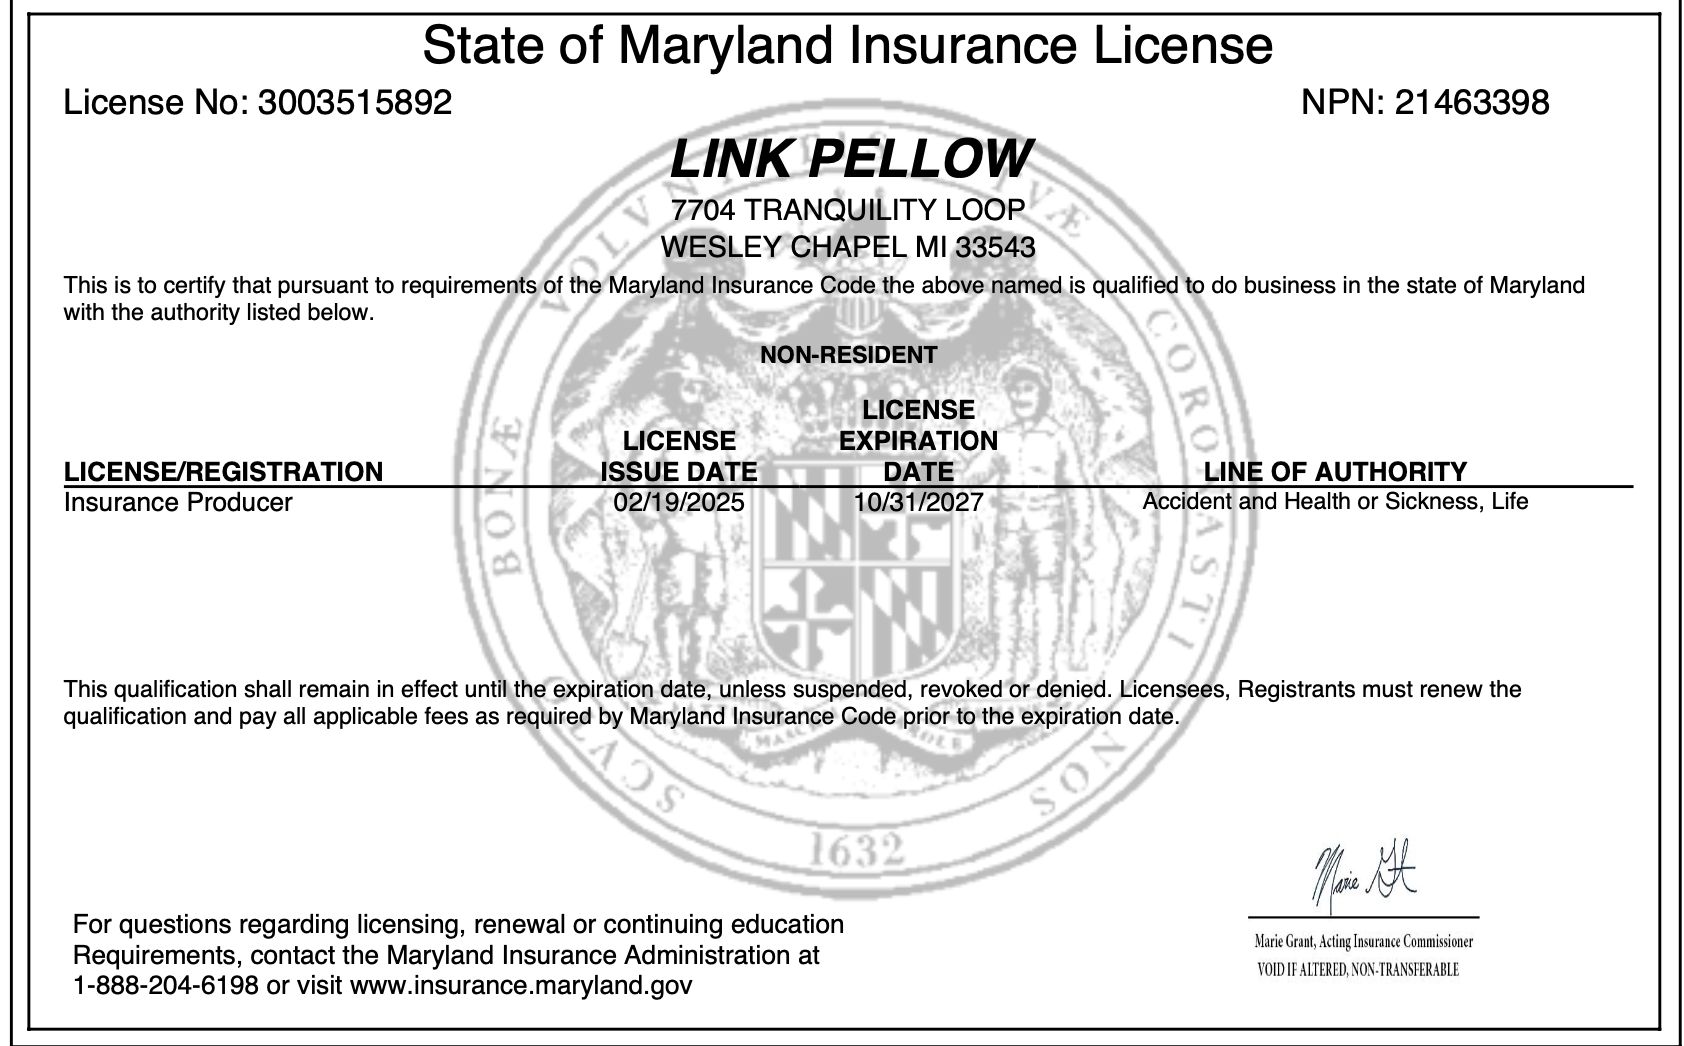 State of Maryland Insurance License
License No: 3003515892 NPN: 21463398
LINK PELLOW
7704 TRANQUILITY LOOP
WESLEY CHAPEL MI 33543
This is to certify that pursuant to requirements of the Maryland Insurance Code the above named is qualified to do business in the state of Maryland
with the authority listed below.
NON-RESIDENT
LICENSE/REGISTRATION LICENSE ISSUE DATE LICENSE EXPIRATION DATE LINE OF AUTHORITY
Insurance Producer 02/19/2025 10/31/2027 Accident and Health or Sickness, Life
This qualification shall remain in effect until the expiration date, unless suspended, revoked or denied. Licensees, Registrants must renew the
qualification and pay all applicable fees as required by Maryland Insurance Code prior to the expiration date.
SCVTO BONÆ VOLVNTATIS TVÆ CORONASTI NOS
1632
For questions regarding licensing, renewal or continuing education
Requirements, contact the Maryland Insurance Administration at
1-888-204-6198 or visit www.insurance.maryland.gov
Marie Grant, Acting Insurance Commissioner
VOID IF ALTERED, NON-TRANSFERABLE